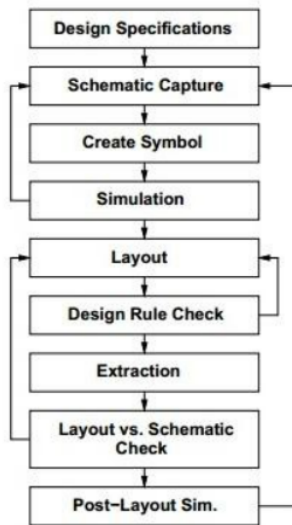 Design Specifications
Schematic Capture
Create Symbol
Simulation
Layout
Design Rule Check
Extraction
Layout vs. Schematic
Check
Post−Layout Sim.